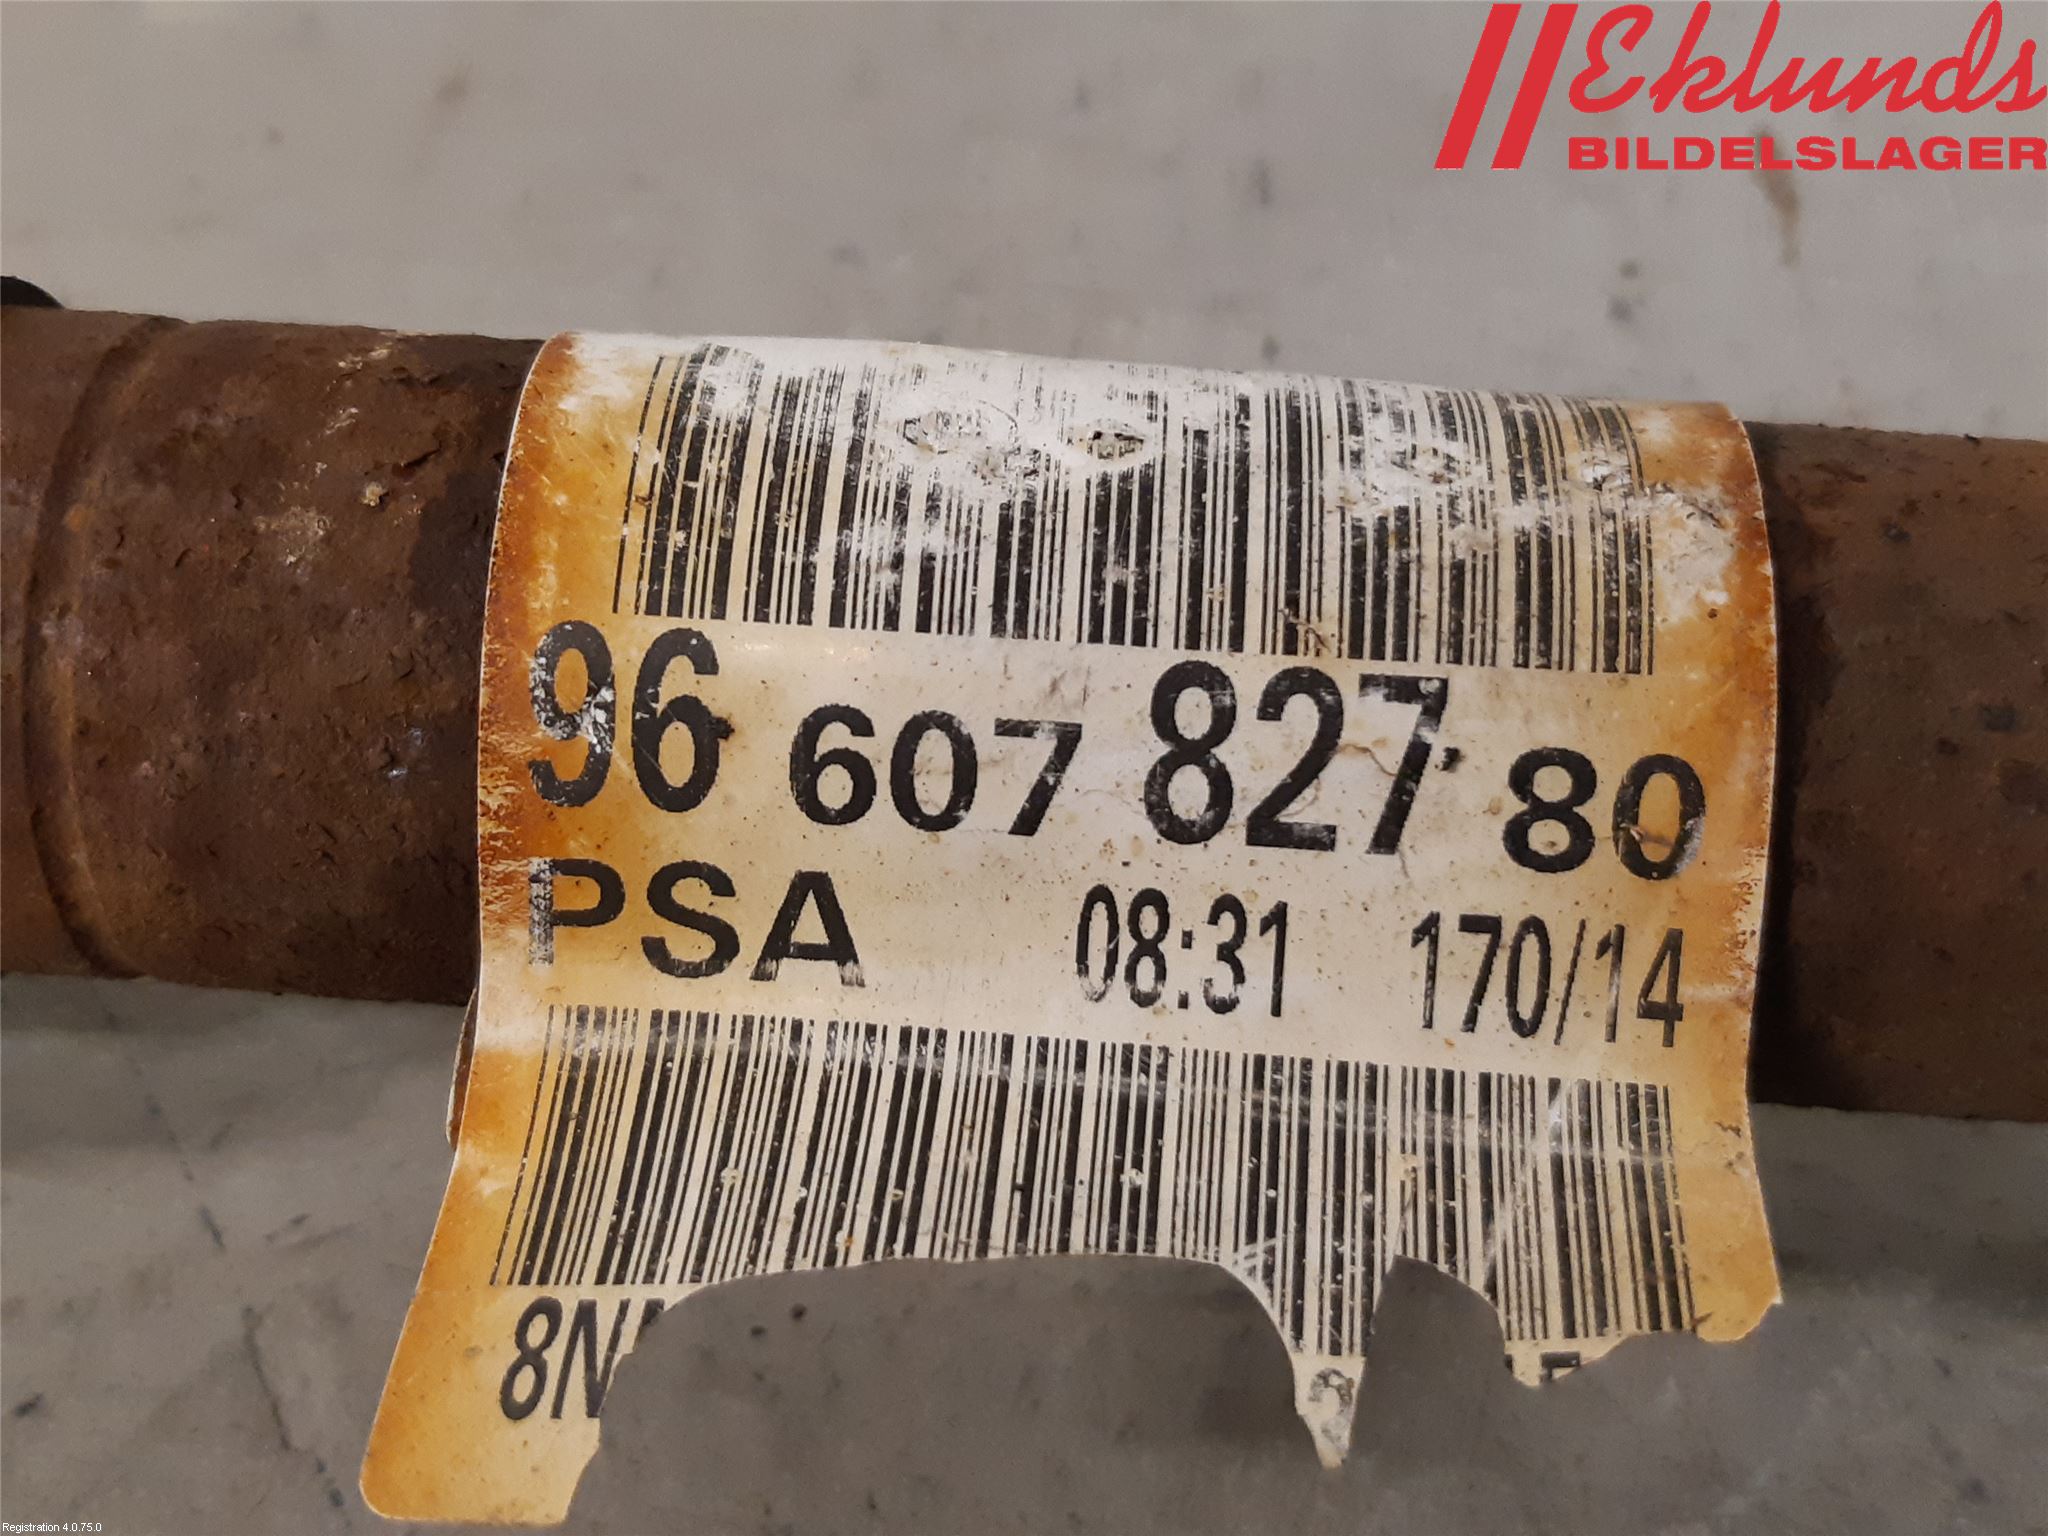 Eklunds
BILDELSLAGER
96 607 827 80
PSA 08:31 170/14
Registration 4.0.75.0